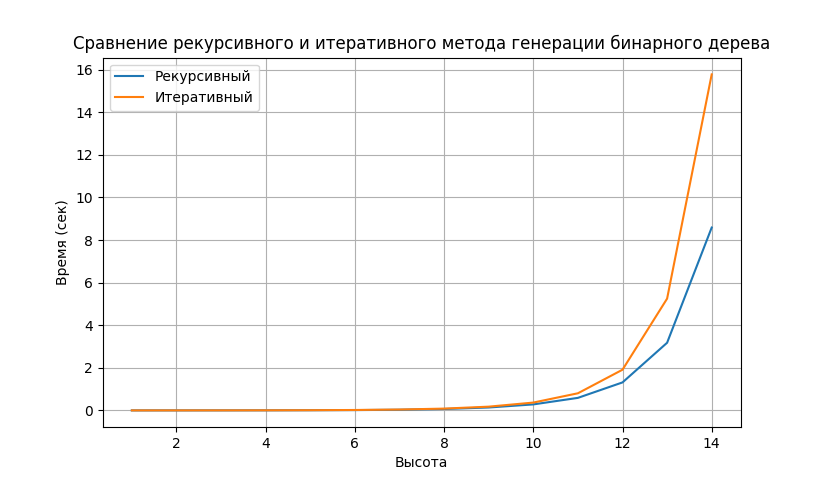 Сравнение рекурсивного и итеративного метода генерации бинарного дерева
Рекурсивный
Итеративный
16
14
12
10
8
6
4
2
0
Время (сек)
2 4 6 8 10 12 14
Высота